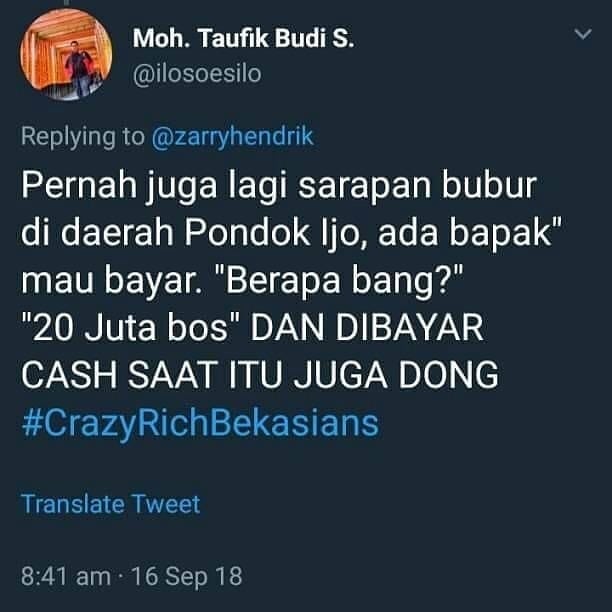 Moh. Taufik Budi S.
@ilosoesilo
Replying to @zarryhendrik
Pernah juga lagi sarapan bubur
di daerah Pondok Ijo, ada bapak"
mau bayar. "Berapa bang?"
"20 Juta bos" DAN DIBAYAR
CASH SAAT ITU JUGA DONG
#CrazyRichBekasians
Translate Tweet
8:41 am · 16 Sep 18